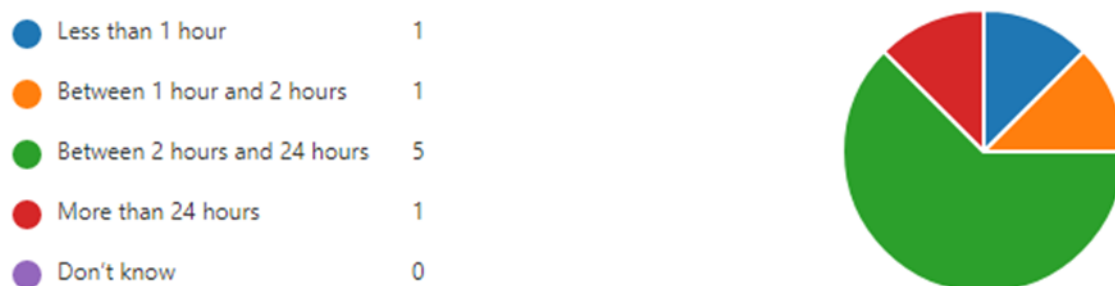 Less than 1 hour 1
Between 1 hour and 2 hours 1
Between 2 hours and 24 hours 5
More than 24 hours 1
Don't know 0